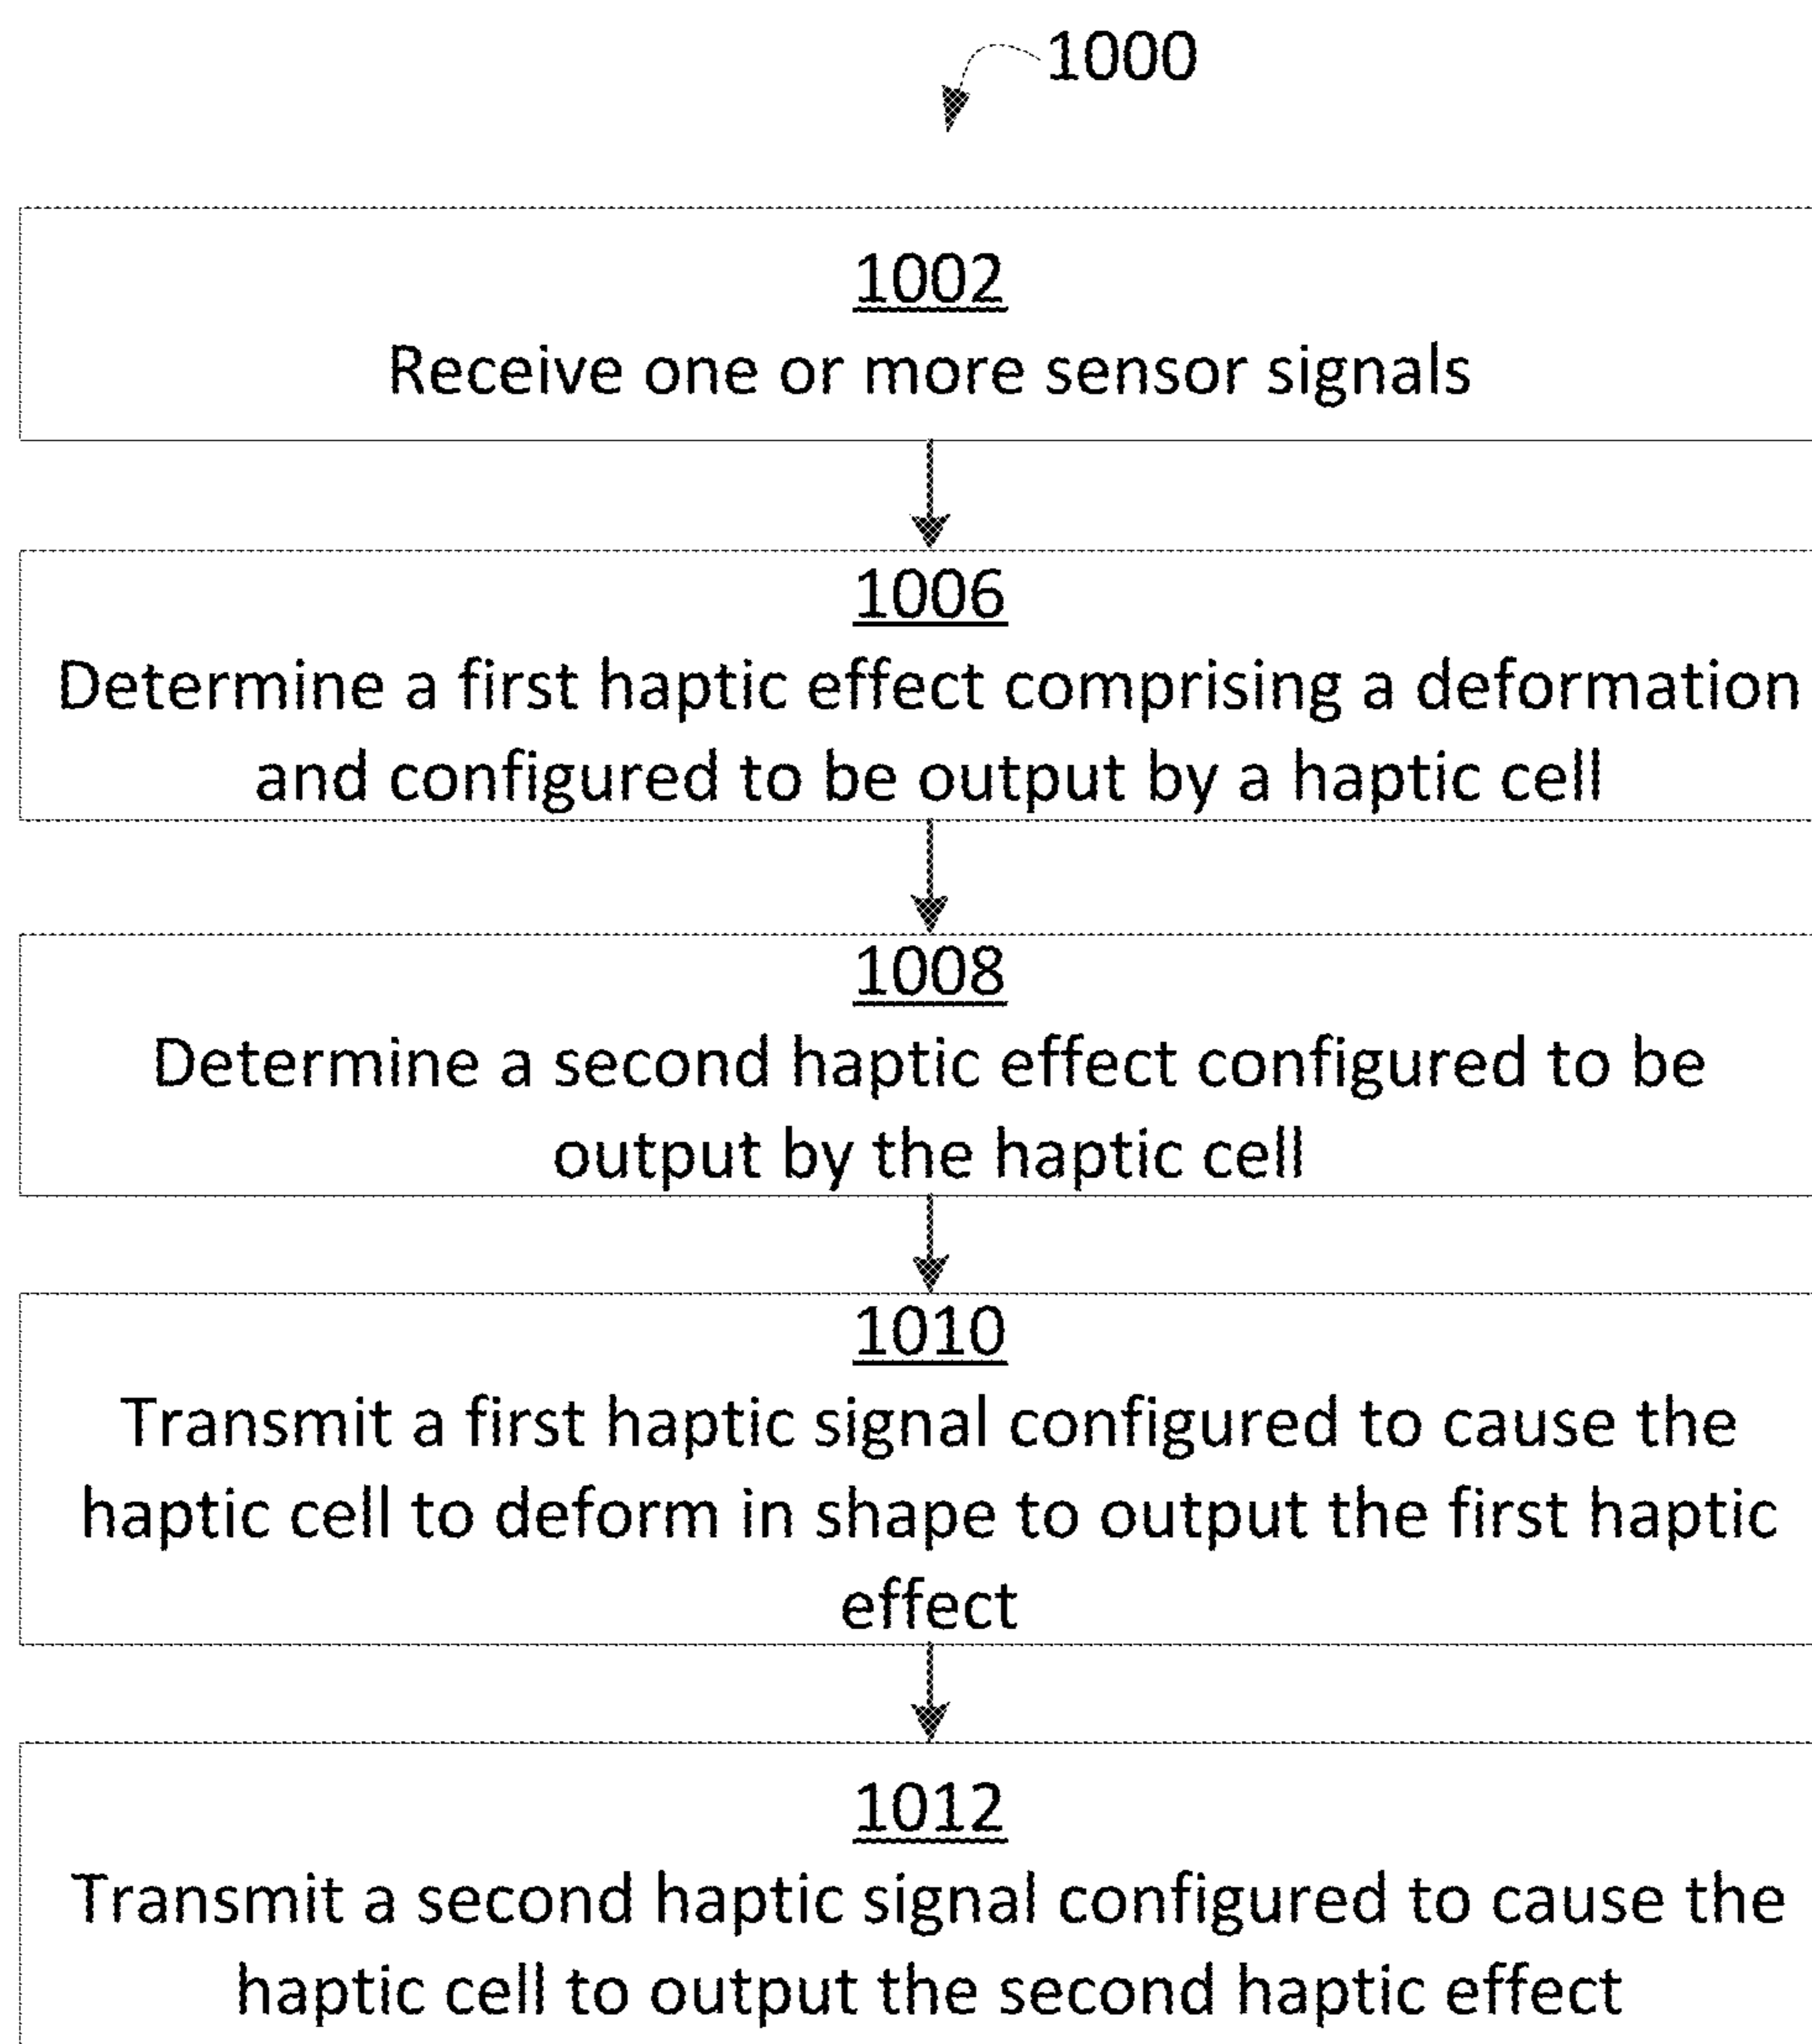 1000
1002
Receive one or more sensor signals
1006
Determine a first haptic effect comprising a deformation
and configured to be output by a haptic cell
1008
Determine a second haptic effect configured to be
output by the haptic cell
1010
Transmit a first haptic signal configured to cause the
haptic cell to deform in shape to output the first haptic
effect
1012
Transmit a second haptic signal configured to cause the
haptic cell to output the second haptic effect